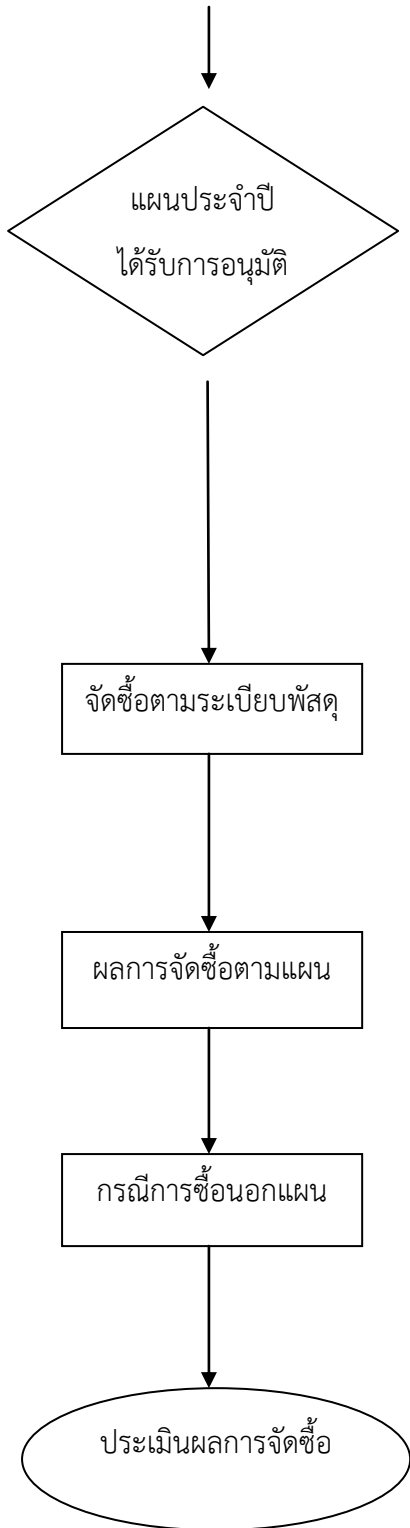 แผนประจำปี
ได้รับการอนุมัติ
จัดซื้อตามระเบียบพัสดุ
ผลการจัดซื้อตามแผน
กรณีการซื้อนอกแผน
ประเมินผลการจัดซื้อ